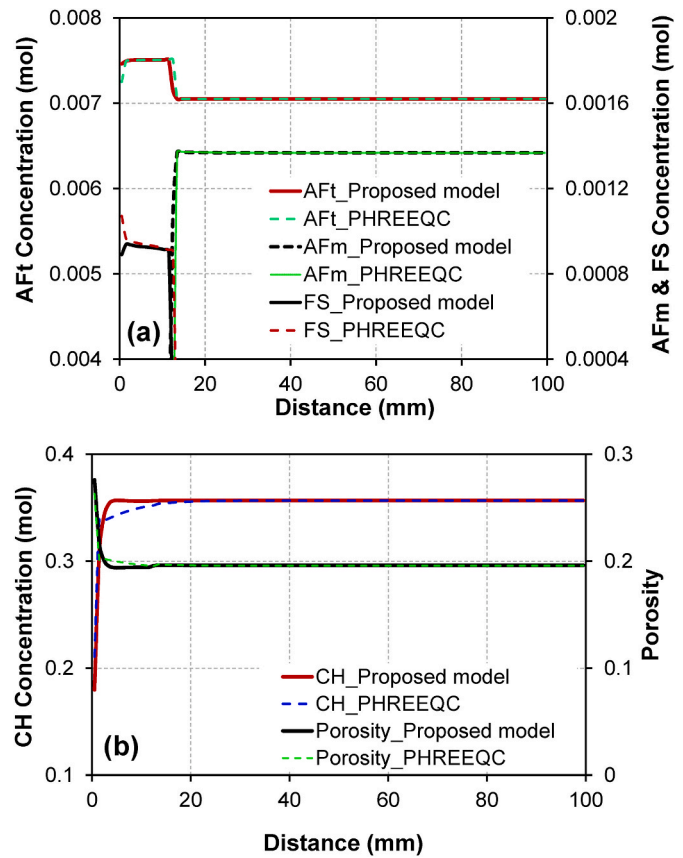 0.008
0.007
0.006
0.005
0.004
AFt Concentration (mol)
0.002
0.0016
0.0012
0.0008
0.0004
AFm & FS Concentration (mol)
AFt_Proposed model
AFt_PHREEQC
AFm_Proposed model
AFm_PHREEQC
FS_Proposed model
FS_PHREEQC
(a)
0 20 40 60 80 100
Distance (mm)
0.4
0.3
0.2
0.1
CH Concentration (mol)
0.3
0.2
0.1
0
Porosity
CH_Proposed model
CH_PHREEQC
Porosity_Proposed model
Porosity_PHREEQC
(b)
0 20 40 60 80 100
Distance (mm)